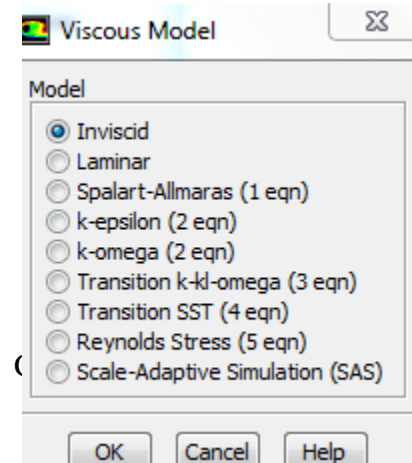 Viscous Model
Model
Inviscid
Laminar
Spalart-Allmaras (1 eqn)
k-epsilon (2 eqn)
k-omega (2 eqn)
Transition k-kl-omega (3 eqn)
Transition SST (4 eqn)
Reynolds Stress (5 eqn)
Scale-Adaptive Simulation (SAS)
OK Cancel Help